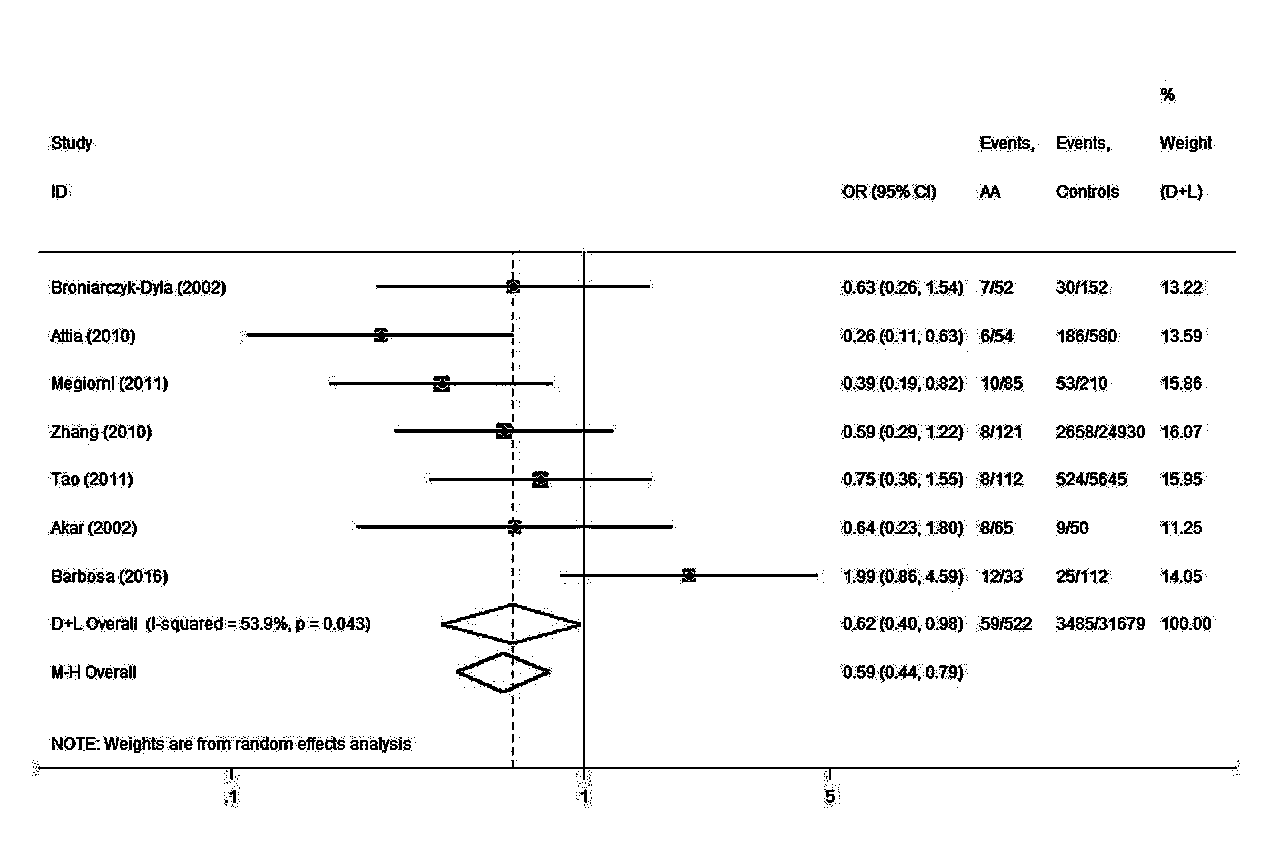 %
Study Events, Events, Weight
ID OR (95% CI) AA Controls (D+L)
Broniarczyk-Dyla (2002) 0.63 (0.26, 1.54) 7/52 30/152 13.22
Attia (2010) 0.26 (0.11, 0.63) 6/54 186/580 13.59
Megiorni (2011) 0.39 (0.19, 0.82) 10/85 53/210 15.86
Zhang (2010) 0.59 (0.29, 1.22) 8/121 2658/24930 16.07
Tao (2011) 0.75 (0.36, 1.55) 8/112 524/5645 15.95
Akar (2002) 0.64 (0.23, 1.80) 8/65 9/50 11.25
Barbosa (2016) 1.99 (0.86, 4.59) 12/33 25/112 14.05
D+L Overall (I-squared = 53.9%, p = 0.043) 0.62 (0.40, 0.98) 59/522 3485/31679 100.00
M-H Overall 0.59 (0.44, 0.79)
NOTE: Weights are from random effects analysis
.1 1 5